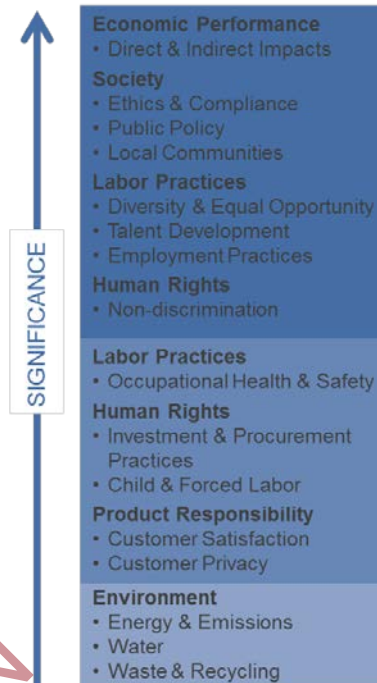 SIGNIFICANCE
Economic Performance
• Direct & Indirect Impacts
Society
• Ethics & Compliance
• Public Policy
• Local Communities
Labor Practices
• Diversity & Equal Opportunity
• Talent Development
• Employment Practices
Human Rights
• Non-discrimination
Labor Practices
• Occupational Health & Safety
Human Rights
• Investment & Procurement
Practices
• Child & Forced Labor
Product Responsibility
• Customer Satisfaction
• Customer Privacy
Environment
• Energy & Emissions
• Water
• Waste & Recycling